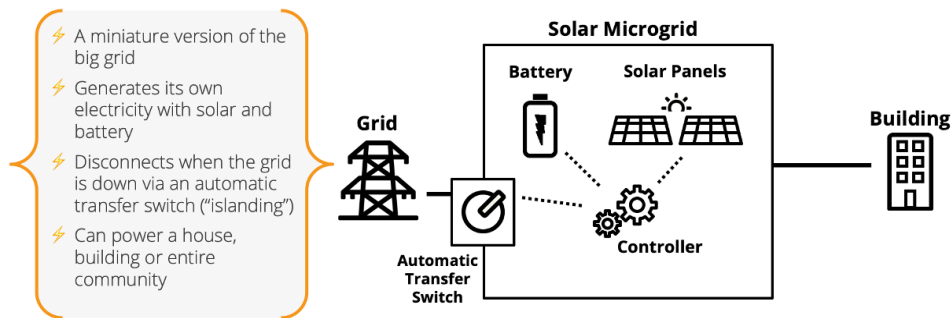 A miniature version of the
big grid
Generates its own
electricity with solar and
battery
Disconnects when the grid
is down via an automatic
transfer switch (“islanding”)
Can power a house,
building or entire
community
Solar Microgrid
Battery
Solar Panels
Grid
Building
Controller
Automatic
Transfer
Switch